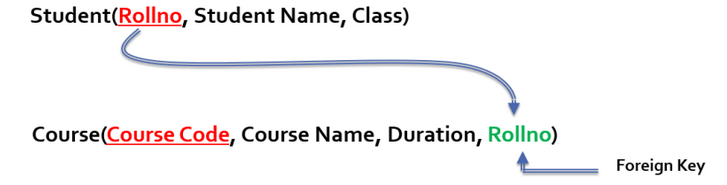 Student(Rollno, Student Name, Class)
Course(Course Code, Course Name, Duration, Rollno)
Foreign Key